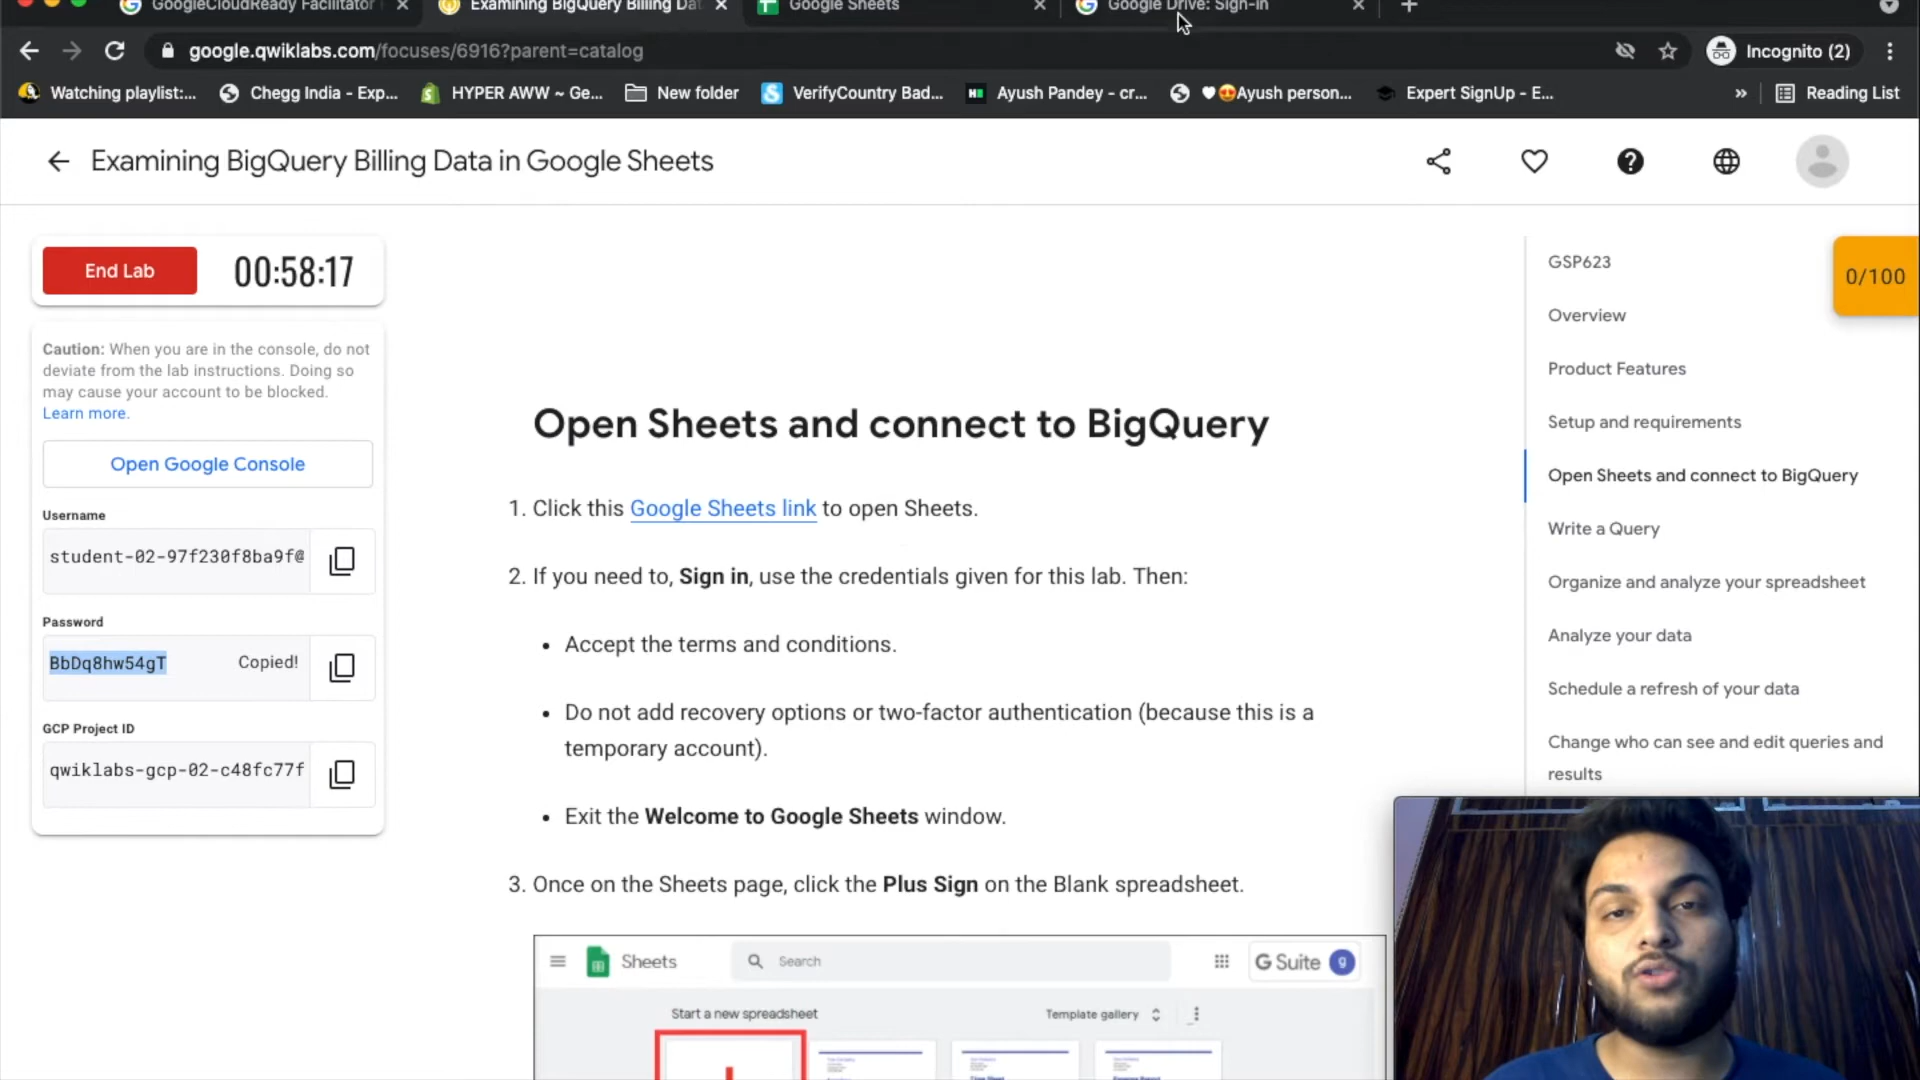 GoogleCloudReady Facilitator
Examining BigQuery Billing Dat
Google Sheets
Google Drive: Sign-in
google.qwiklabs.com/focuses/6916?parent=catalog
Incognito (2)
Watching playlist:...
Chegg India - Exp...
HYPER AWW ~ Ge...
New folder
VerifyCountry Bad...
Ayush Pandey - cr...
♥😍Ayush person...
Expert SignUp - E...
»
Reading List
Examining BigQuery Billing Data in Google Sheets
End Lab
00:58:17
Caution: When you are in the console, do not
deviate from the lab instructions. Doing so
may cause your account to be blocked.
Learn more.
Open Google Console
Username
student-02-97f230f8ba9f@
Password
BbDq8hw54gT
Copied!
GCP Project ID
qwiklabs-gcp-02-c48fc77f
Open Sheets and connect to BigQuery
1. Click this Google Sheets link to open Sheets.
2. If you need to, Sign in, use the credentials given for this lab. Then:
• Accept the terms and conditions.
• Do not add recovery options or two-factor authentication (because this is a
temporary account).
• Exit the Welcome to Google Sheets window.
3. Once on the Sheets page, click the Plus Sign on the Blank spreadsheet.
Sheets
Search
G Suite
g
Start a new spreadsheet
Template gallery
GSP623
Overview
Product Features
Setup and requirements
Open Sheets and connect to BigQuery
Write a Query
Organize and analyze your spreadsheet
Analyze your data
Schedule a refresh of your data
Change who can see and edit queries and
results
0/100